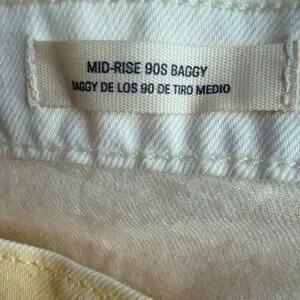 MID-RISE 90S BAGGY
BAGGY DE LOS 90 DE TIRO MEDIO